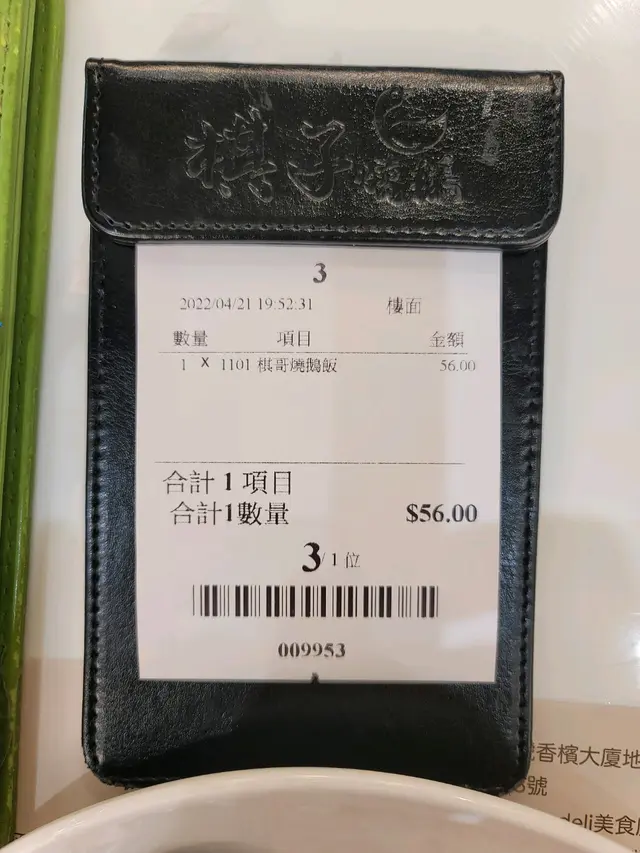 棋子燒鵝
3
2022/04/21 19:52:31 樓面
數量 項目 金額
1 X 1101 棋哥燒鵝飯 56.00
合計 1 項目
合計1數量 $56.00
3/1 位
009953
香檳大廈地
號
deli美食